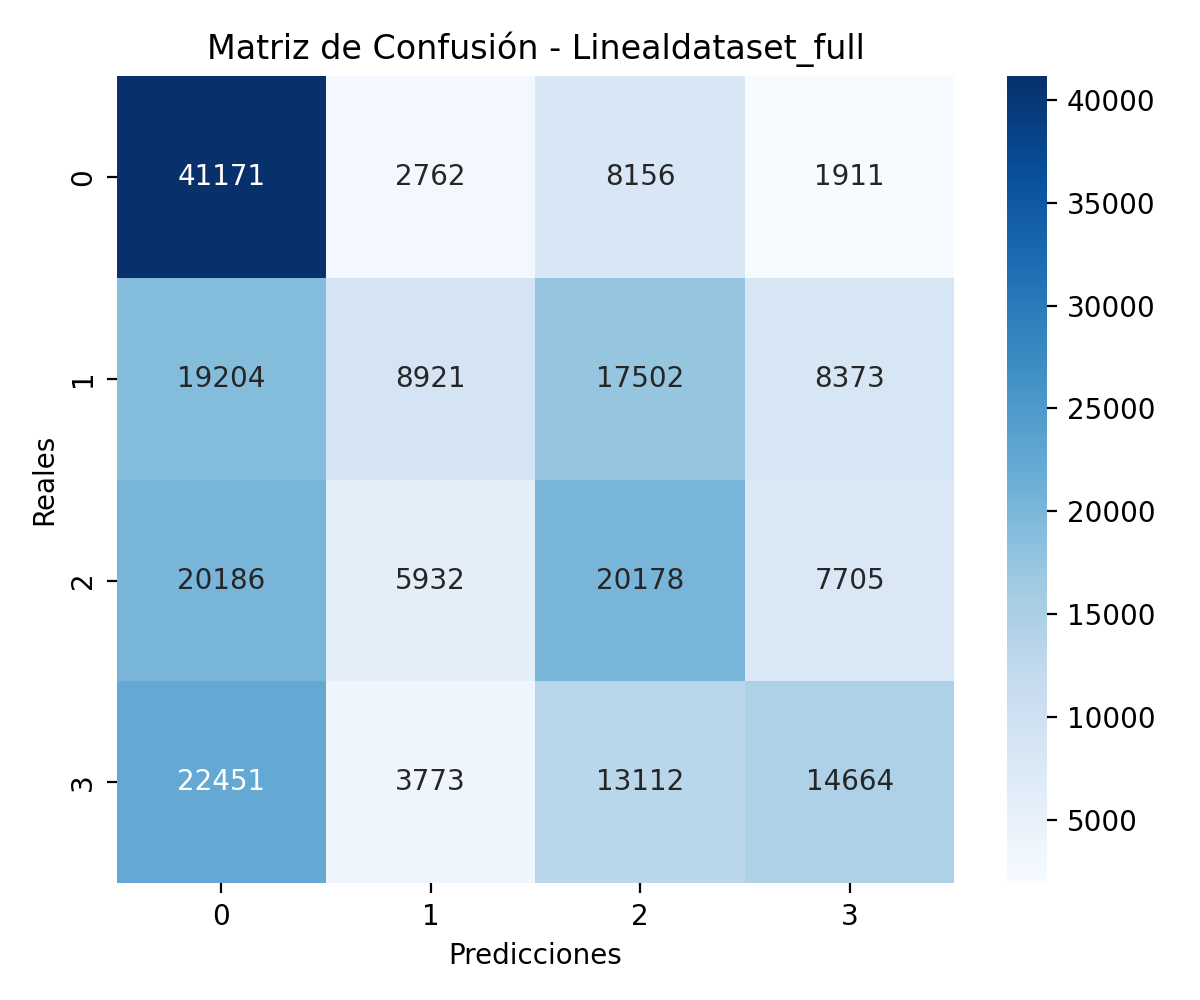 Matriz de Confusión - Linealdataset_full
0 41171 2762 8156 1911
1 19204 8921 17502 8373
2 20186 5932 20178 7705
3 22451 3773 13112 14664
0 1 2 3
Predicciones
Reales
40000
35000
30000
25000
20000
15000
10000
5000